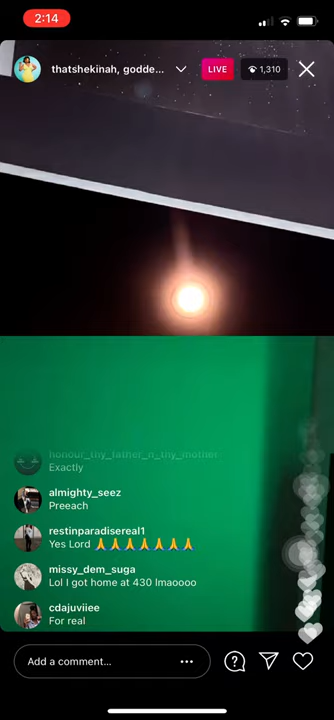 2:14
thatshekinah, godde...
LIVE
1,310
honour_thy_father_n_thy_mother
Exactly
almighty_seez
Preeach
restinparadisereal1
Yes Lord 🙏🙏🙏🙏🙏🙏🙏
missy_dem_suga
Lol I got home at 430 lmaoooo
cdajuviiee
For real
Add a comment...